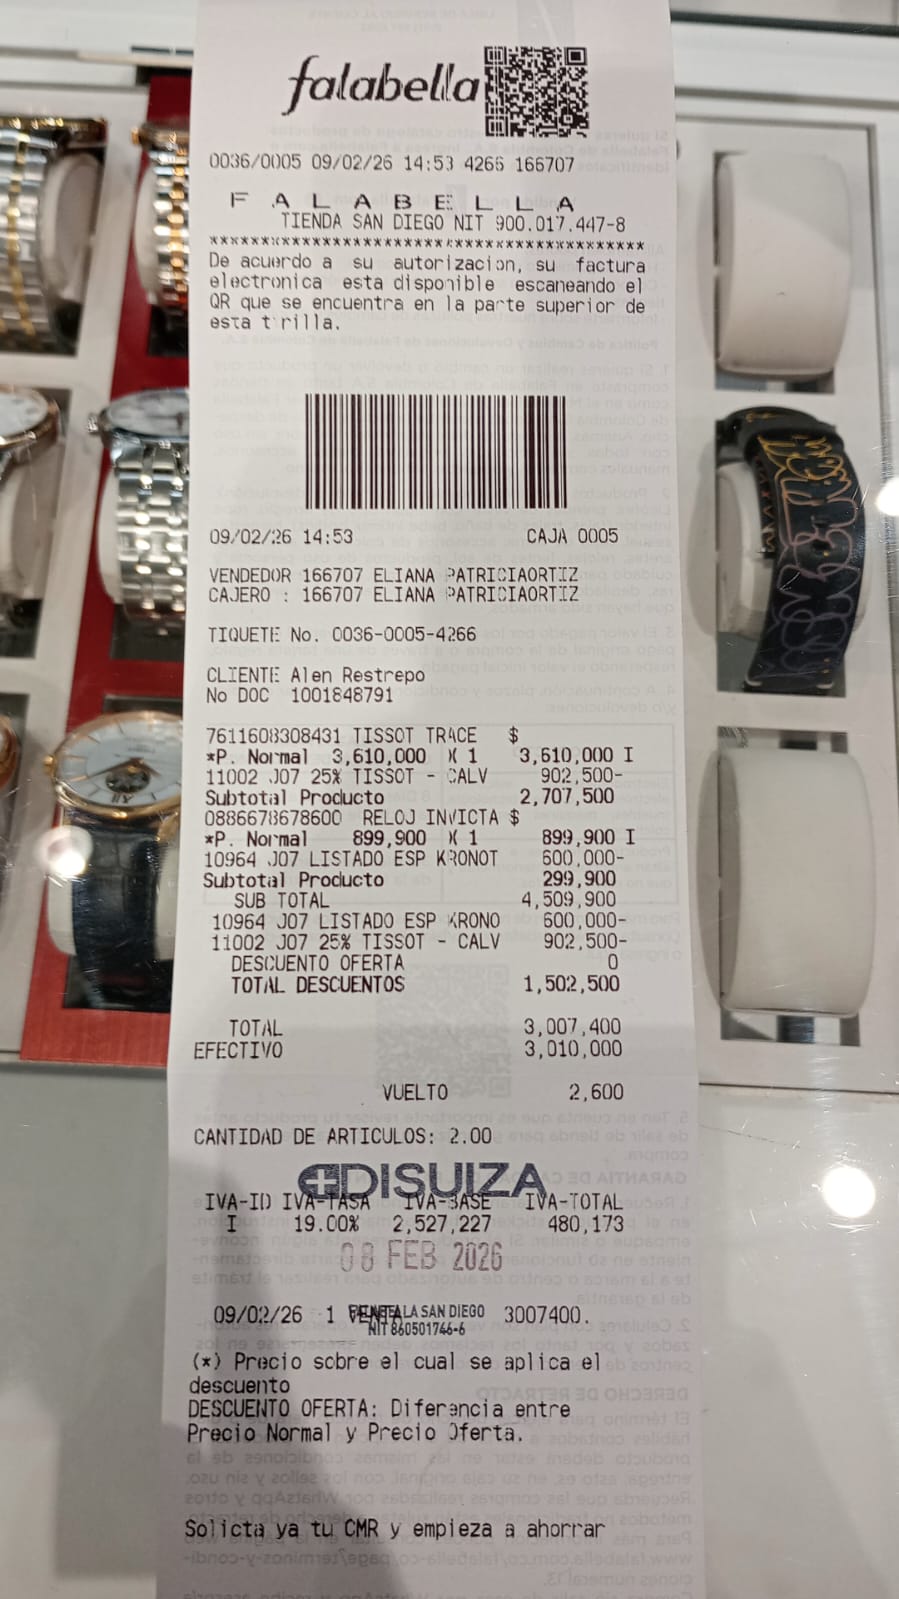 falabella
0036/0005 09/02/26 14:53 4266 166707
F A L A B E L L A
TIENDA SAN DIEGO NIT 900.017.447-8
******************************************
De acuerdo a su autorizacion, su factura
electronica esta disponible escaneando el
QR que se encuentra en la parte superior de
esta tirilla.
09/02/26 14:53 CAJA 0005
VENDEDOR 166707 ELIANA PATRICIAORTIZ
CAJERO : 166707 ELIANA PATRICIAORTIZ
TIQUETE No. 0036-0005-4266
CLIENTE Alen Restrepo
No DOC 1001848791
7611608308431 TISSOT TRACE $
*P. Normal 3,610,000 X 1 3,610,000 I
11002 J07 25% TISSOT - CALV 902,500-
Subtotal Producto 2,707,500
0886678678600 RELOJ INVICTA $
*P. Normal 899,900 X 1 899,900 I
10964 J07 LISTADO ESP KRONOT 600,000-
Subtotal Producto 299,900
SUB TOTAL 4,509,900
10964 J07 LISTADO ESP KRONO 600,000-
11002 J07 25% TISSOT - CALV 902,500-
DESCUENTO OFERTA 0
TOTAL DESCUENTOS 1,502,500
TOTAL 3,007,400
EFECTIVO 3,010,000
VUELTO 2,600
CANTIDAD DE ARTICULOS: 2.00
DISUIZA
IVA-ID IVA-TASA IVA-BASE IVA-TOTAL
I 19.00% 2,527,227 480,173
08 FEB 2026
09/02/26 1 VENTA 3007400.
SAN DIEGO
NIT 860501746-6
(*) Precio sobre el cual se aplica el
descuento
DESCUENTO OFERTA: Diferencia entre
Precio Normal y Precio Oferta.
Solicta ya tu CMR y empieza a ahorrar